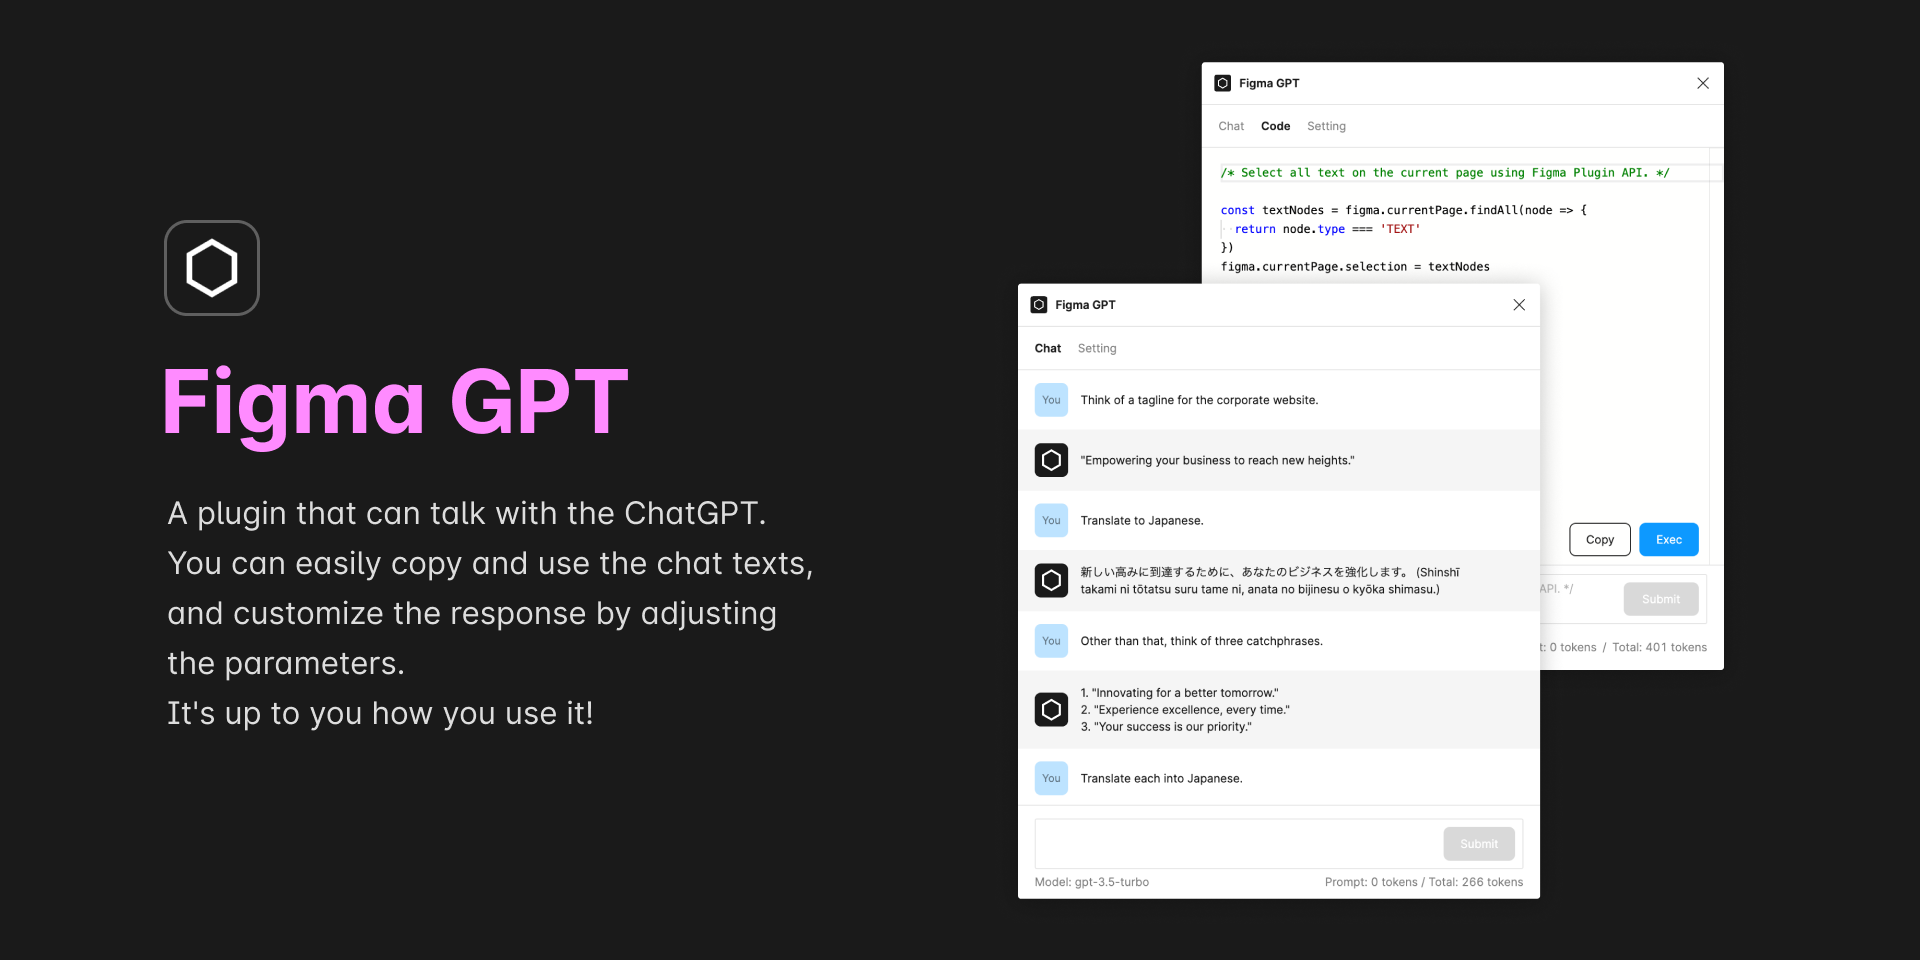 Figma GPT
A plugin that can talk with the ChatGPT.
You can easily copy and use the chat texts,
and customize the response by adjusting
the parameters.
It's up to you how you use it!
Figma GPT
Chat Code Setting
/* Select all text on the current page using Figma Plugin API. */
const textNodes = figma.currentPage.findAll(node => {
return node.type === 'TEXT'
})
figma.currentPage.selection = textNodes
Copy Exec
API. */
Submit
t: 0 tokens / Total: 401 tokens
Figma GPT
Chat Setting
You Think of a tagline for the corporate website.
"Empowering your business to reach new heights."
You Translate to Japanese.
新しい高みに到達するために、あなたのビジネスを強化します。 (Shinshī
takami ni tōtatsu suru tame ni, anata no bijinesu o kyōka shimasu.)
You Other than that, think of three catchphrases.
1. "Innovating for a better tomorrow."
2. "Experience excellence, every time."
3. "Your success is our priority."
You Translate each into Japanese.
Submit
Model: gpt-3.5-turbo Prompt: 0 tokens / Total: 266 tokens